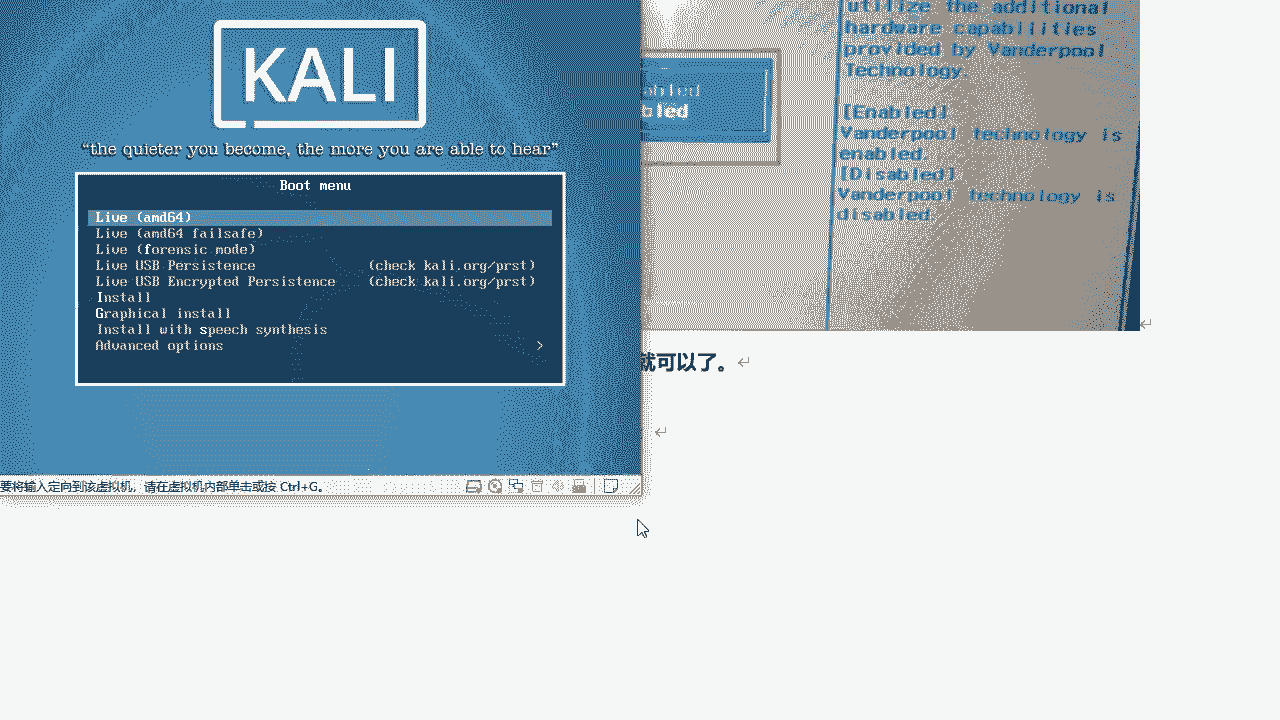 KALI
“the quieter you become, the more you are able to hear”
Boot menu
Live (amd64)
Live (amd64 failsafe)
Live (forensic mode)
Live USB Persistence (check kali.org/prst)
Live USB Encrypted Persistence (check kali.org/prst)
Install
Graphical install
Install with speech synthesis
Advanced options >
要将输入定向到该虚拟机，请在虚拟机内部单击或按 Ctrl+G。
utilize the additional
hardware capabilities
provided by Vanderpool
Technology
[Enabled]
Vanderpool technology is
enabled.
[Disabled]
Vanderpool technology is
disabled.
abled
bled
就可以了。